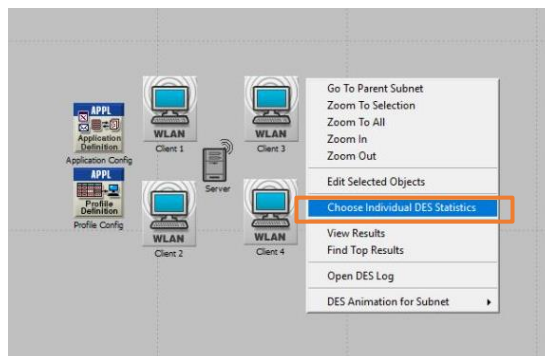 APPL
Application
Definition
Application Config
APPL
Profile
Definition
Profile Config
WLAN
Client 1
WLAN
Client 2
Server
WLAN
Client 3
WLAN
Client 4
Go To Parent Subnet
Zoom To Selection
Zoom To All
Zoom In
Zoom Out
Edit Selected Objects
Choose Individual DES Statistics
View Results
Find Top Results
Open DES Log
DES Animation for Subnet